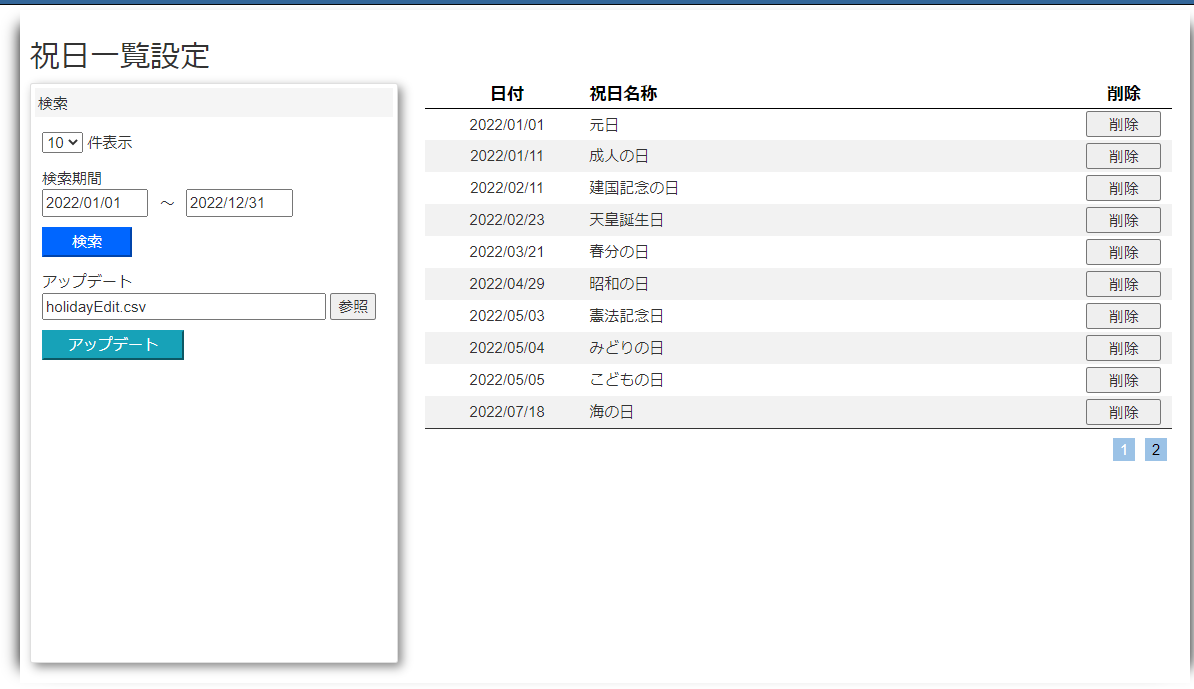 祝日一覧設定
検索
10 件表示
検索期間
2022/01/01 ～ 2022/12/31
検索
アップデート
holidayEdit.csv 参照
アップデート
日付 祝日名称 削除
2022/01/01 元日 削除
2022/01/11 成人の日 削除
2022/02/11 建国記念の日 削除
2022/02/23 天皇誕生日 削除
2022/03/21 春分の日 削除
2022/04/29 昭和の日 削除
2022/05/03 憲法記念日 削除
2022/05/04 みどりの日 削除
2022/05/05 こどもの日 削除
2022/07/18 海の日 削除
1 2